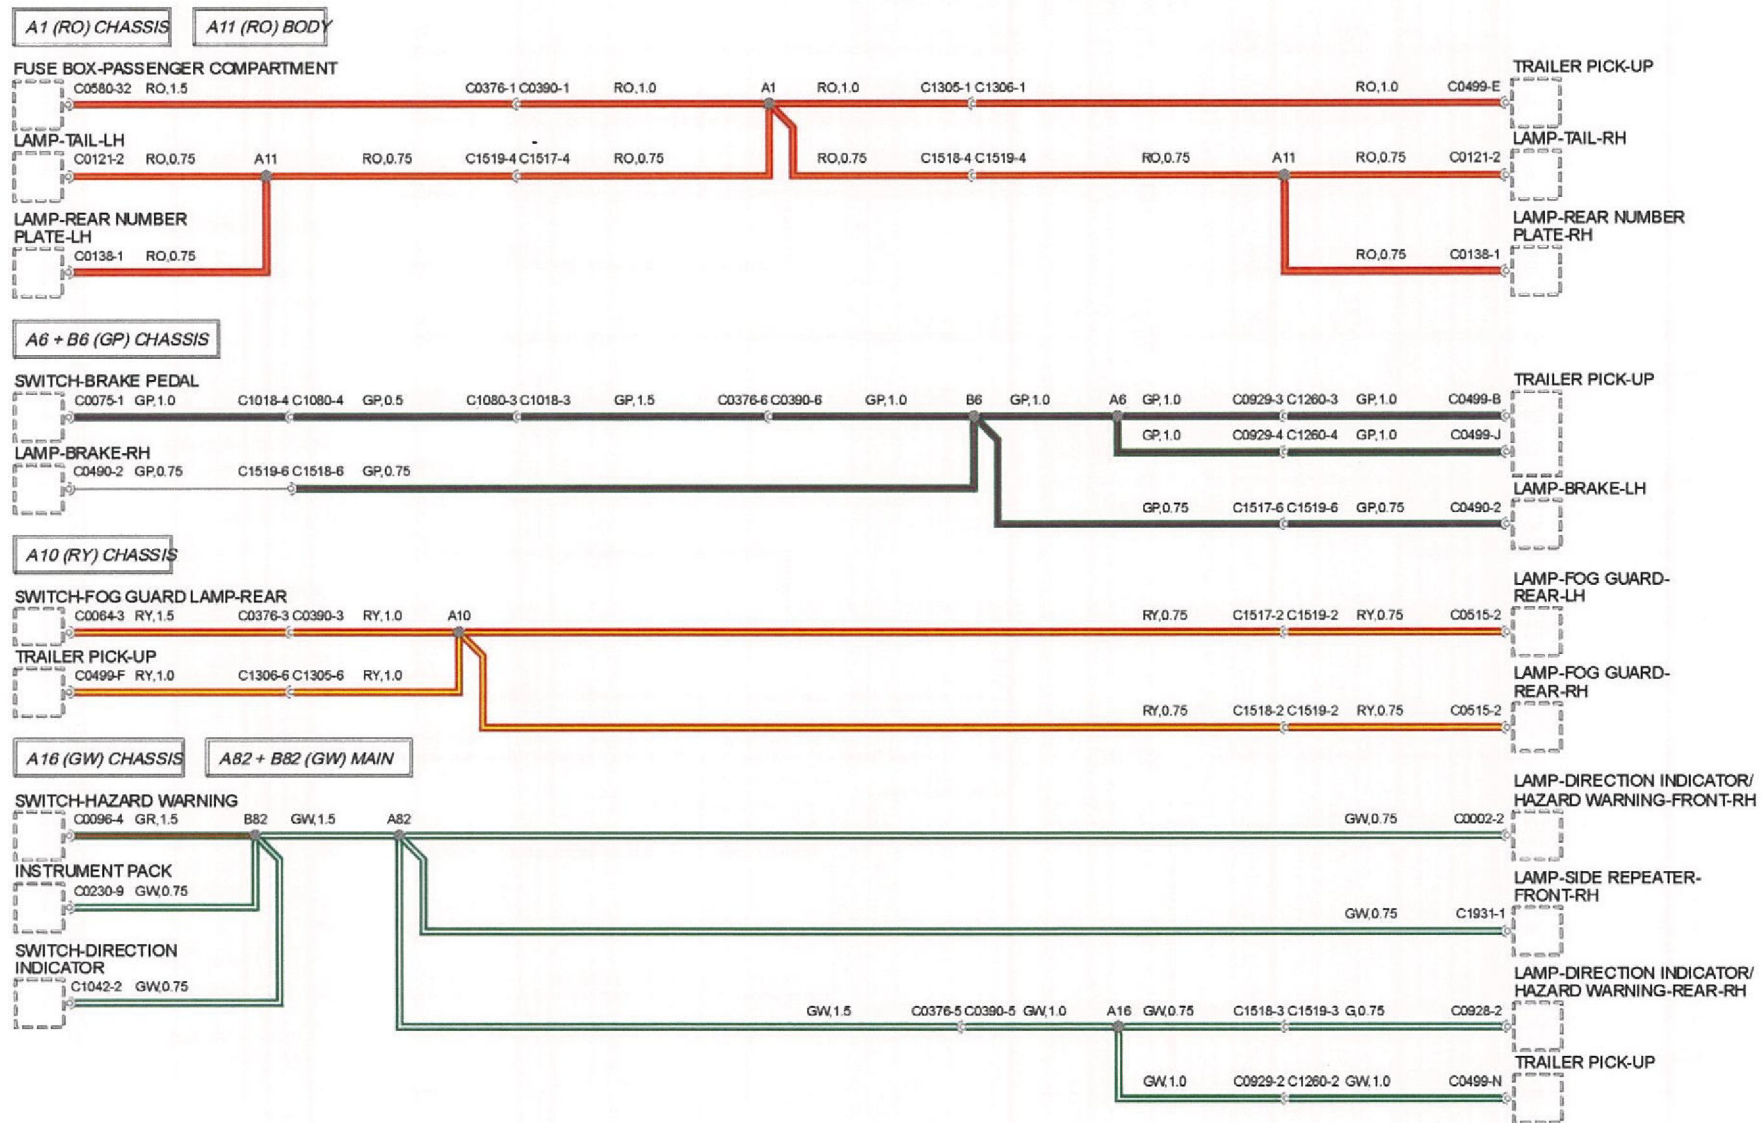 A1 (RO) CHASSIS A11 (RO) BODY
FUSE BOX-PASSENGER COMPARTMENT TRAILER PICK-UP
C0580-32 RO,1.5 C0376-1 C0390-1 RO,1.0 A1 RO,1.0 C1305-1 C1306-1 RO,1.0 C0499-E
LAMP-TAIL-LH LAMP-TAIL-RH
C0121-2 RO,0.75 A11 RO,0.75 C1519-4 C1517-4 RO,0.75 RO,0.75 C1518-4 C1519-4 RO,0.75 A11 RO,0.75 C0121-2
LAMP-REAR NUMBER LAMP-REAR NUMBER
PLATE-LH PLATE-RH
C0138-1 RO,0.75 RO,0.75 C0138-1
A6 + B6 (GP) CHASSIS
SWITCH-BRAKE PEDAL TRAILER PICK-UP
C0075-1 GP,1.0 C1018-4 C1080-4 GP,0.5 C1080-3 C1018-3 GP,1.5 C0376-6 C0390-6 GP,1.0 B6 GP,1.0 A6 GP,1.0 C0929-3 C1260-3 GP,1.0 C0499-B
GP,1.0 C0929-4 C1260-4 GP,1.0 C0499-J
LAMP-BRAKE-RH
C0490-2 GP,0.75 C1519-6 C1518-6 GP,0.75
LAMP-BRAKE-LH
GP,0.75 C1517-6 C1519-6 GP,0.75 C0490-2
A10 (RY) CHASSIS
LAMP-FOG GUARD-
SWITCH-FOG GUARD LAMP-REAR REAR-LH
C0064-3 RY,1.5 C0376-3 C0390-3 RY,1.0 A10 RY,0.75 C1517-2 C1519-2 RY,0.75 C0515-2
TRAILER PICK-UP
C0499-F RY,1.0 C1306-6 C1305-6 RY,1.0
LAMP-FOG GUARD-
REAR-RH
RY,0.75 C1518-2 C1519-2 RY,0.75 C0515-2
A16 (GW) CHASSIS A82 + B82 (GW) MAIN
LAMP-DIRECTION INDICATOR/
SWITCH-HAZARD WARNING HAZARD WARNING-FRONT-RH
C0096-4 GR,1.5 B82 GW,1.5 A82 GW,0.75 C0002-2
INSTRUMENT PACK LAMP-SIDE REPEATER-
C0230-9 GW,0.75 FRONT-RH
GW,0.75 C1931-1
SWITCH-DIRECTION
INDICATOR LAMP-DIRECTION INDICATOR/
C1042-2 GW,0.75 HAZARD WARNING-REAR-RH
GW,1.5 C0376-5 C0390-5 GW,1.0 A16 GW,0.75 C1518-3 C1519-3 G,0.75 C0928-2
TRAILER PICK-UP
GW,1.0 C0929-2 C1260-2 GW,1.0 C0499-N